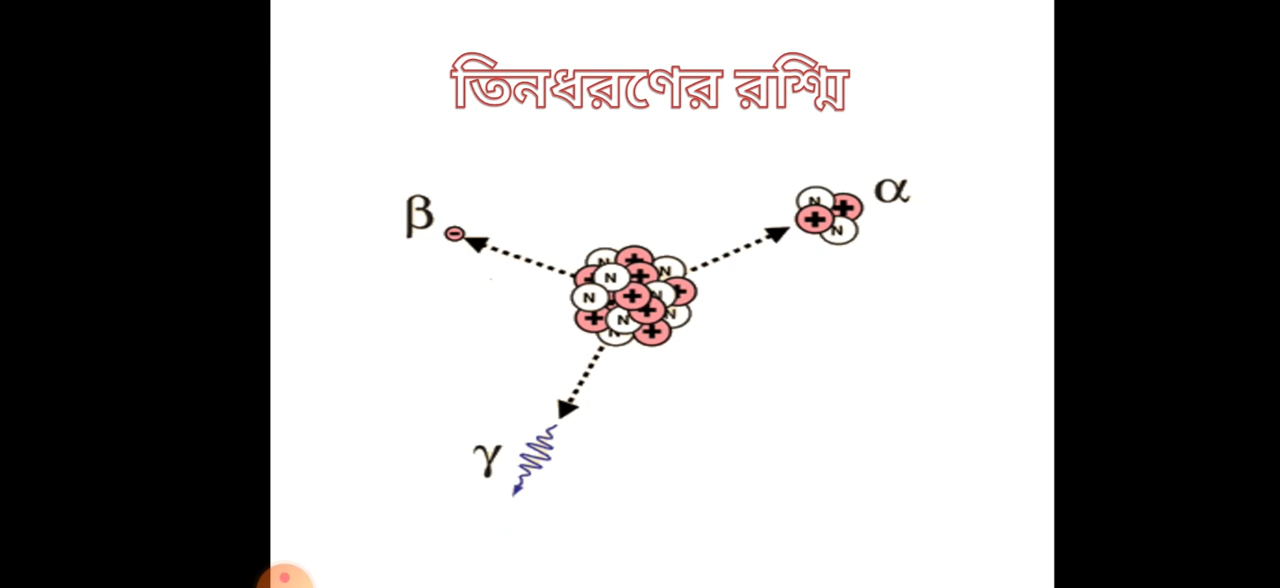 তিনধরণের রশ্মি
α
β
N + N
+ N + N
N + N +
+ N + N
N +
γ